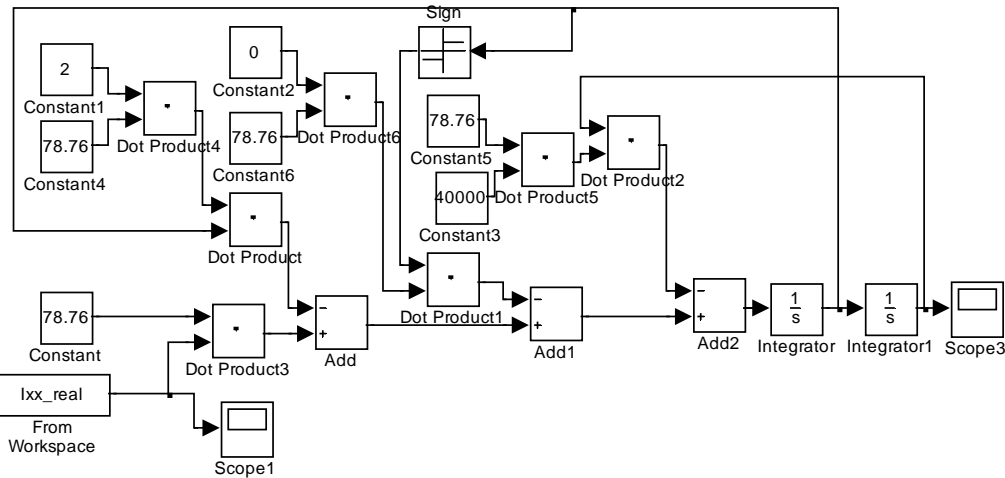 Sign
2
Constant1
78.76
Constant4
Dot Product4
0
Constant2
78.76
Constant6
Dot Product6
78.76
Constant5
40000
Constant3
Dot Product5
Dot Product2
Dot Product
78.76
Constant
Dot Product3
Ixx_real
From
Workspace
Scope1
−
+
Add
Dot Product1
−
+
Add1
−
+
Add2
1
s
Integrator
1
s
Integrator1
Scope3